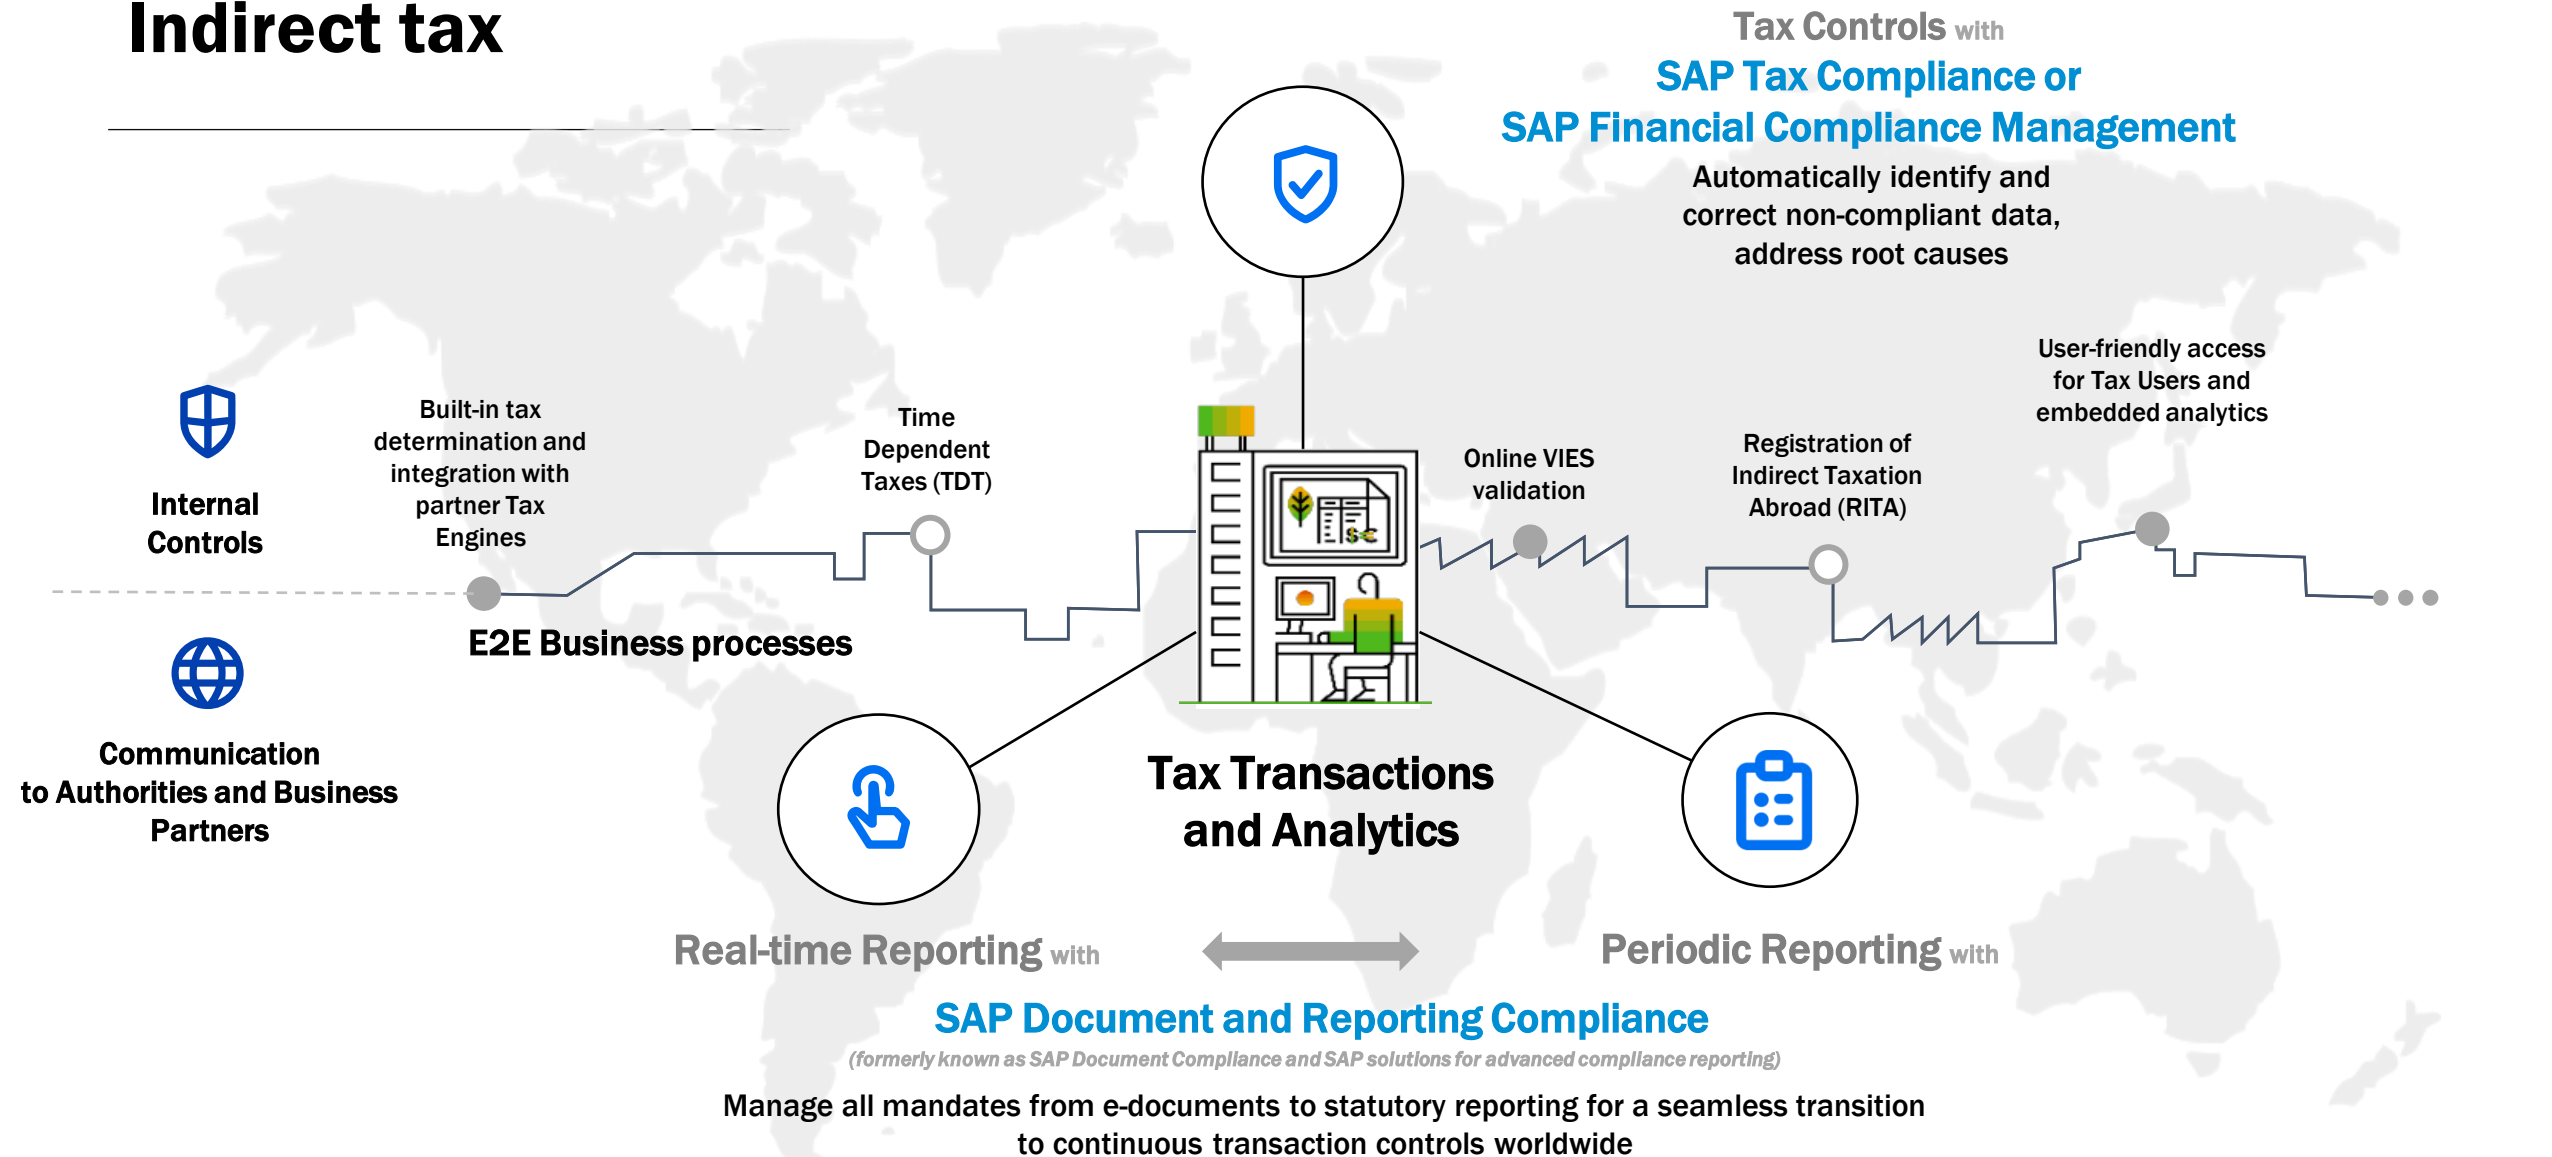 Indirect tax
Tax Controls with
SAP Tax Compliance or
SAP Financial Compliance Management
Automatically identify and
correct non-compliant data,
address root causes
Internal
Controls
Built-in tax
determination and
integration with
partner Tax
Engines
Time
Dependent
Taxes (TDT)
$€
Online VIES
validation
Registration of
Indirect Taxation
Abroad (RITA)
User-friendly access
for Tax Users and
embedded analytics
E2E Business processes
Communication
to Authorities and Business
Partners
Tax Transactions
and Analytics
Real-time Reporting with
Periodic Reporting with
SAP Document and Reporting Compliance
(formerly known as SAP Document Compliance and SAP solutions for advanced compliance reporting)
Manage all mandates from e-documents to statutory reporting for a seamless transition
to continuous transaction controls worldwide